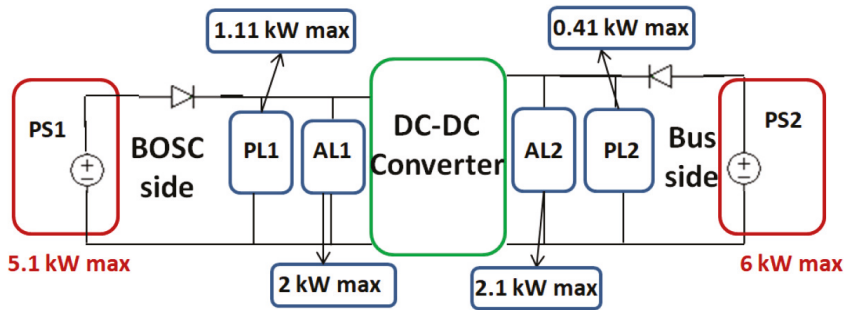 1.11 kW max
0.41 kW max
PS1
BOSC
side
PL1
AL1
DC-DC
Converter
AL2
PL2
Bus
side
PS2
5.1 kW max
2 kW max
2.1 kW max
6 kW max